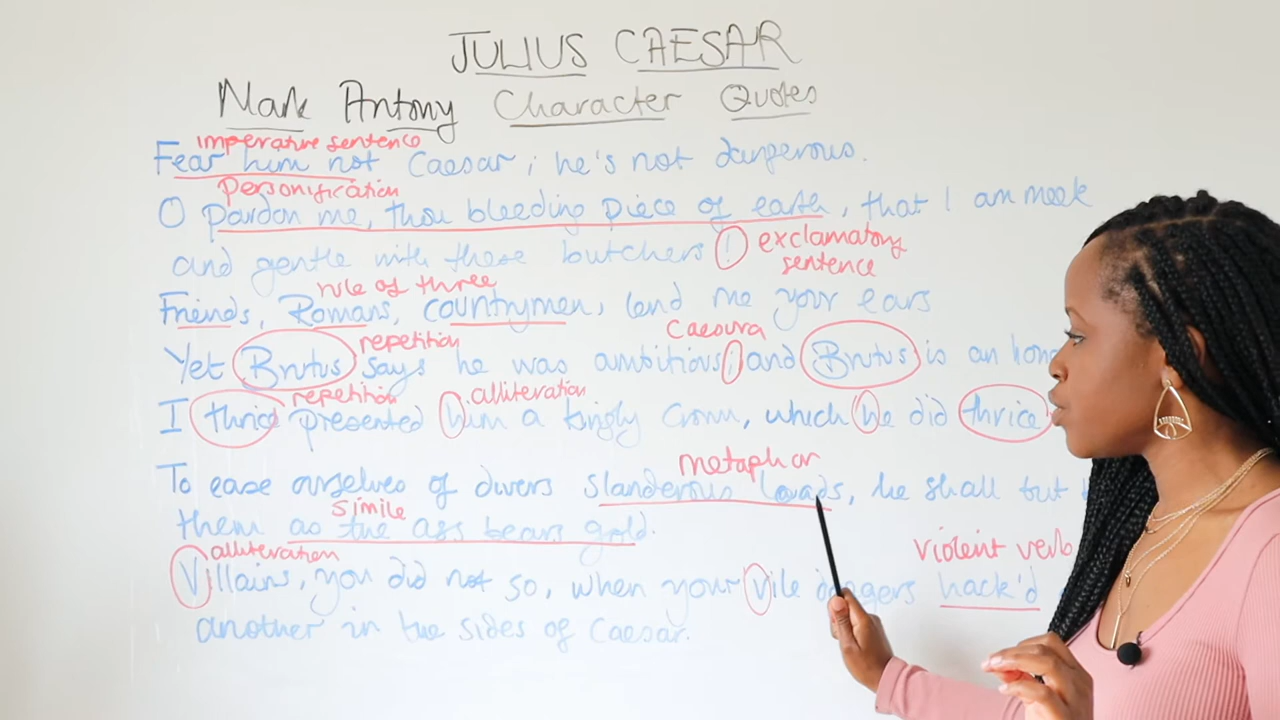 JULIUS CAESAR
Mark Antony Character Quotes
imperative sentence
Fear him not Caesar; he's not dangerous.
Personification
O pardon me, thou bleeding piece of earth, that I am meek
and gentle with these butchers! exclamatory
sentence
rule of three
Friends, Romans, countrymen, lend me your ears
repetition caesura
Yet Brutus says he was ambitious; and Brutus is an hon
repetition alliteration
I thrice presented him a kingly crown, which he did thrice
metaphor
To ease ourselves of divers slanderous loads, he shall but
simile
them as the ass bears gold.
alliteration violent verb
Villains, you did not so, when your vile daggers hack'd
another in the sides of Caesar.